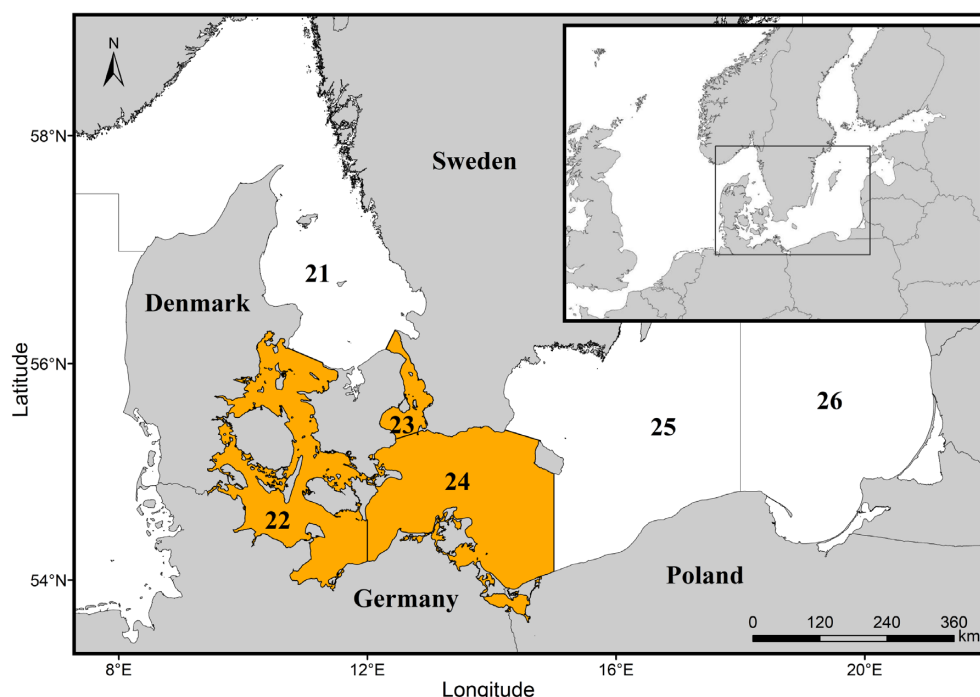 N
58°N
Sweden
21
Denmark
56°N
Latitude
23
25
26
24
22
54°N
Germany
Poland
0 120 240 360
km
8°E 12°E 16°E 20°E
Longitude